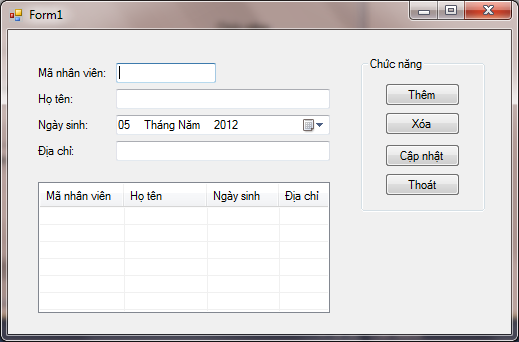 Form1
Mã nhân viên:
Họ tên:
Ngày sinh:
05 Tháng Năm 2012
Địa chỉ:
Chức năng
Thêm
Xóa
Cập nhật
Thoát
Mã nhân viên Họ tên Ngày sinh Địa chỉ